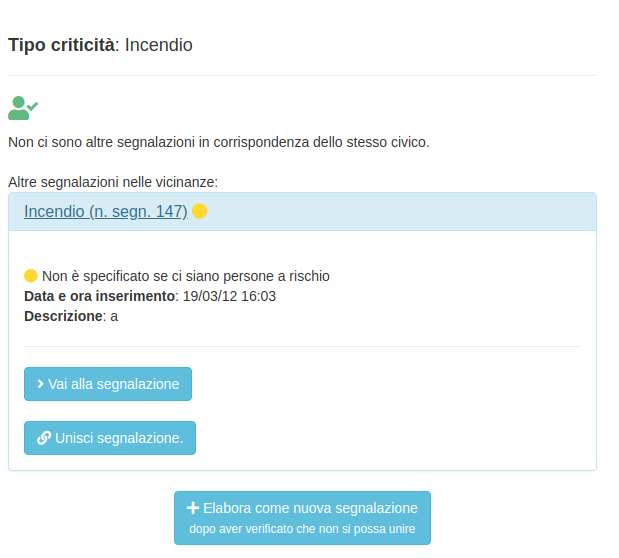 Tipo criticità: Incendio
Non ci sono altre segnalazioni in corrispondenza dello stesso civico.
Altre segnalazioni nelle vicinanze:
Incendio (n. segn. 147)
Non è specificato se ci siano persone a rischio
Data e ora inserimento: 19/03/12 16:03
Descrizione: a
Vai alla segnalazione
Unisci segnalazione.
Elabora come nuova segnalazione
dopo aver verificato che non si possa unire